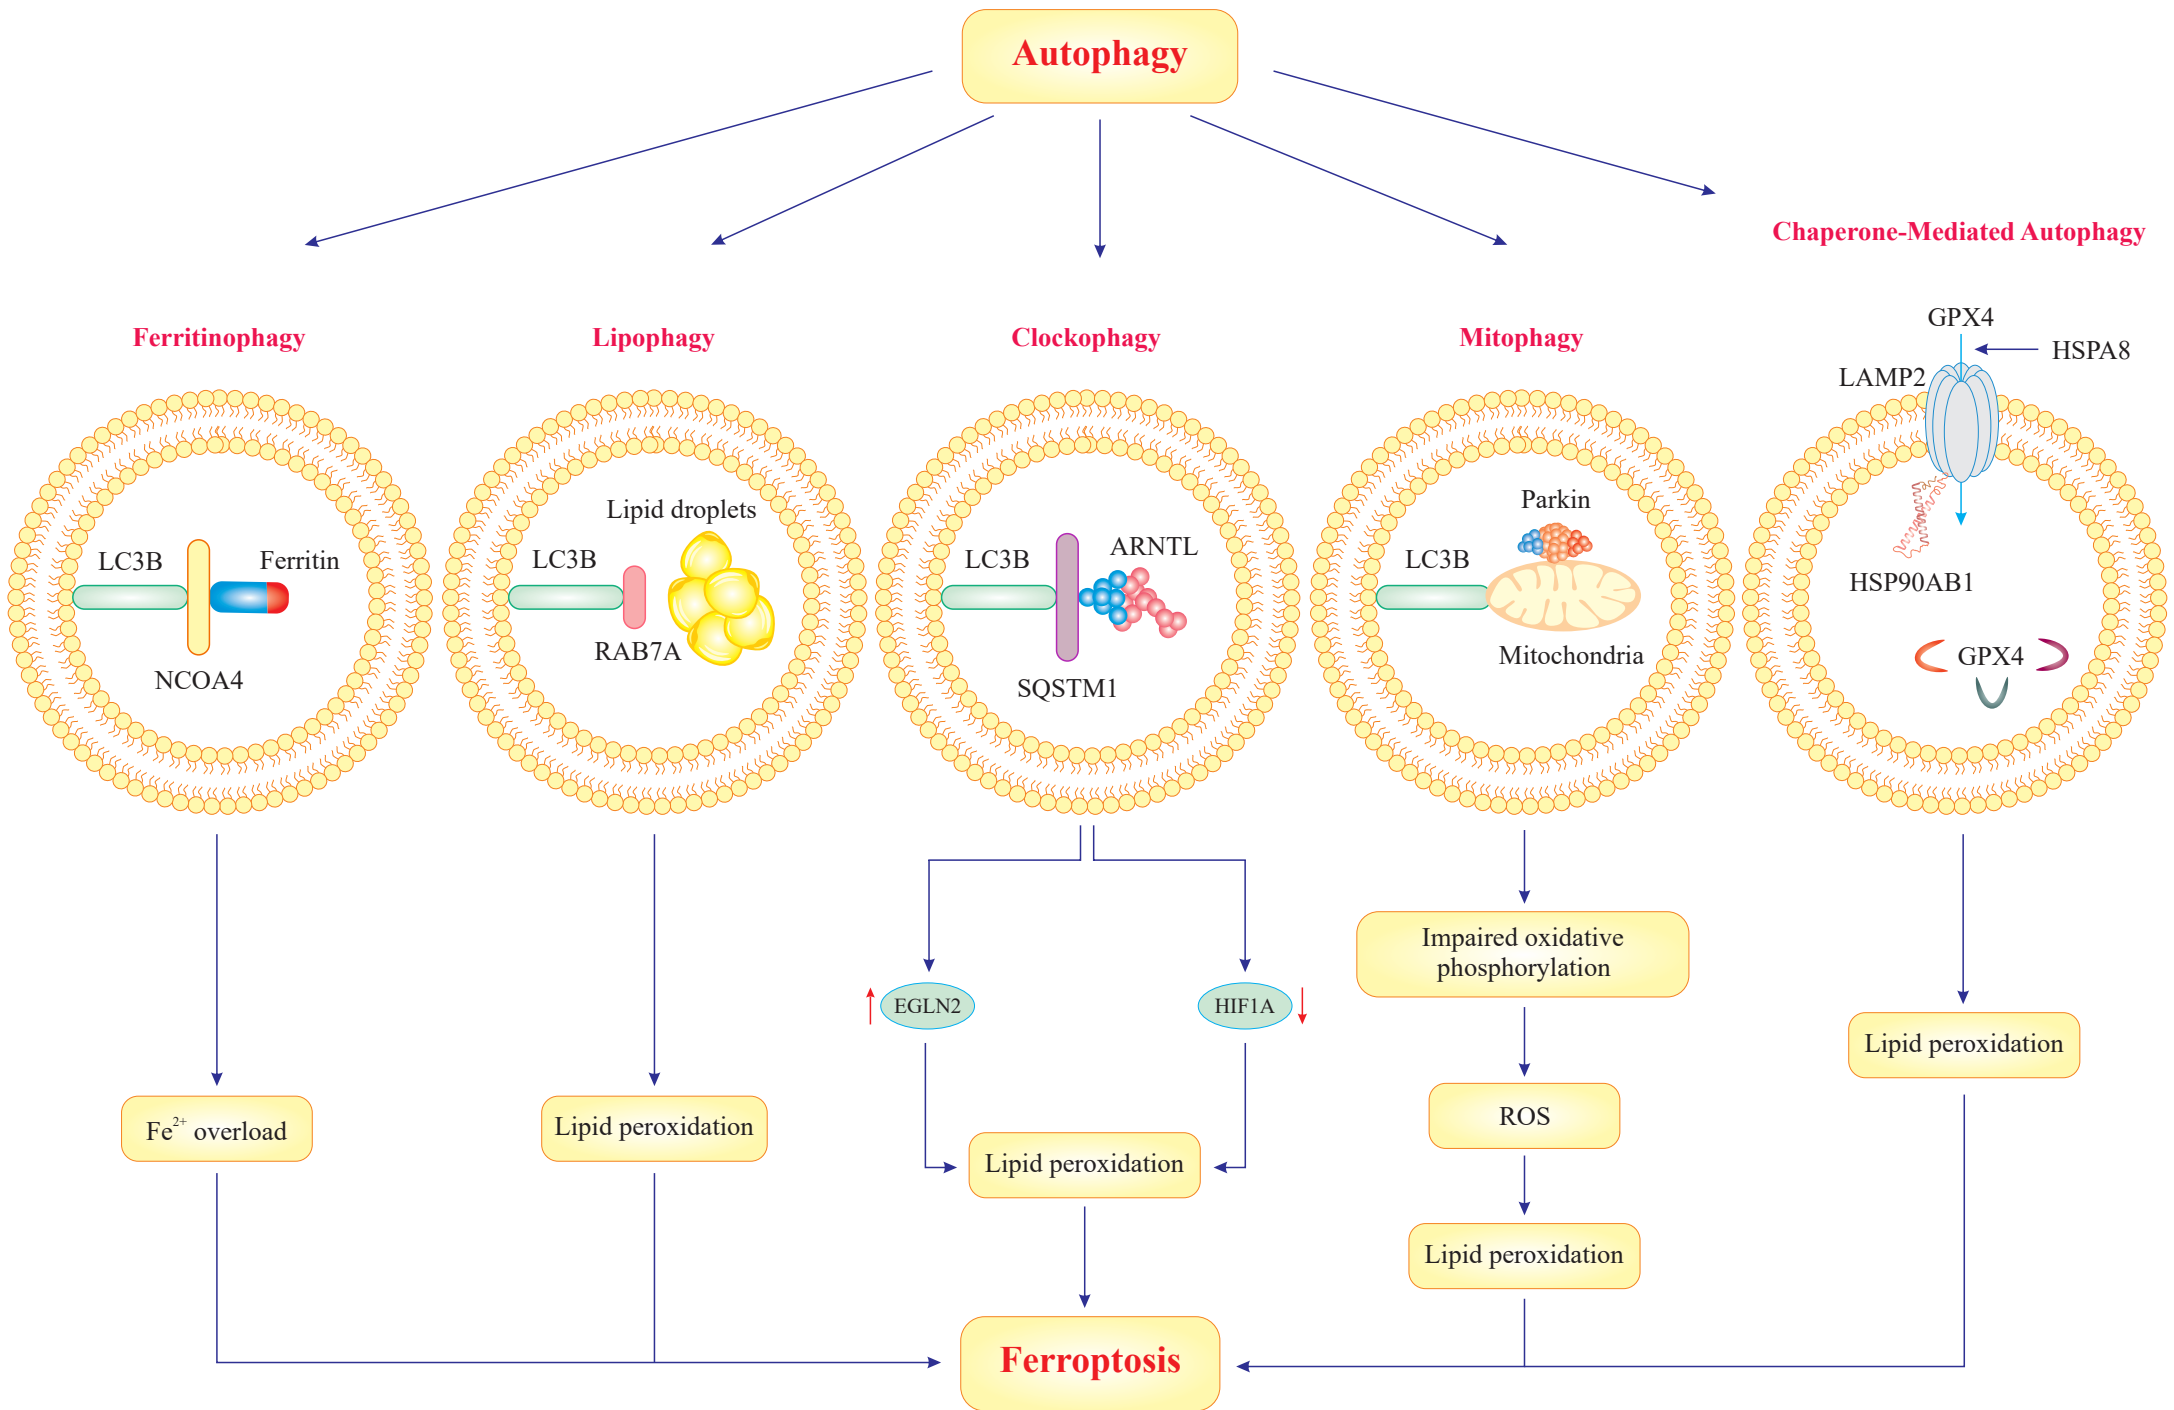 Autophagy
Chaperone-Mediated Autophagy
Ferritinophagy
Lipophagy
Clockophagy
Mitophagy
GPX4
HSPA8
LAMP2
LC3B
Ferritin
NCOA4
Lipid droplets
LC3B
RAB7A
LC3B
ARNTL
SQSTM1
Parkin
LC3B
Mitochondria
HSP90AB1
GPX4
Impaired oxidative
phosphorylation
EGLN2
HIF1A
Lipid peroxidation
Fe2+ overload
Lipid peroxidation
Lipid peroxidation
ROS
Lipid peroxidation
Ferroptosis